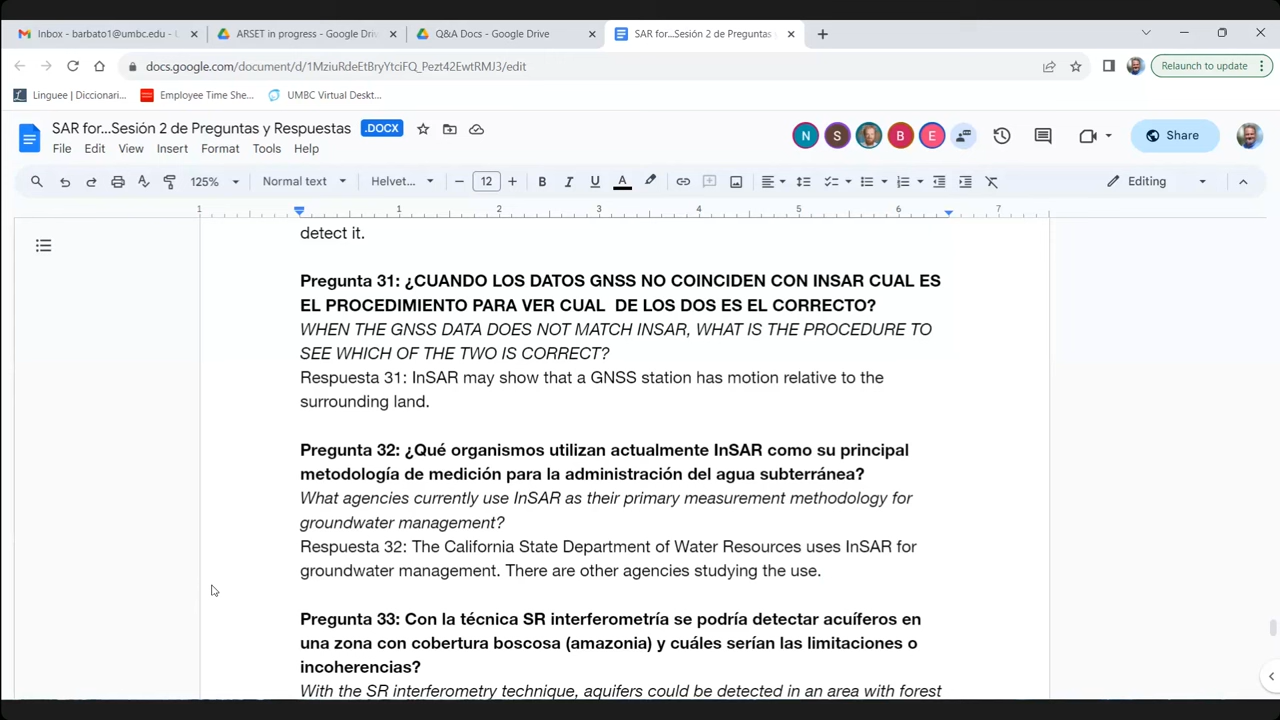 Inbox - barbato1@umbc.edu - U
ARSET in progress - Google Driv
Q&A Docs - Google Drive
SAR for...Sesión 2 de Preguntas
docs.google.com/document/d/1MziuRdeEtBryYtciFQ_Pezt42EwtRMJ3/edit
Relaunch to update
Linguee | Diccionari...
Employee Time She...
UMBC Virtual Deskt...
SAR for...Sesión 2 de Preguntas y Respuestas
.DOCX
N S B E
Share
File Edit View Insert Format Tools Help
125% Normal text Helvet... 12 B I U A Editing
1 1 2 3 4 5 6 7
detect it.
Pregunta 31: ¿CUANDO LOS DATOS GNSS NO COINCIDEN CON INSAR CUAL ES
EL PROCEDIMIENTO PARA VER CUAL DE LOS DOS ES EL CORRECTO?
WHEN THE GNSS DATA DOES NOT MATCH INSAR, WHAT IS THE PROCEDURE TO
SEE WHICH OF THE TWO IS CORRECT?
Respuesta 31: InSAR may show that a GNSS station has motion relative to the
surrounding land.
Pregunta 32: ¿Qué organismos utilizan actualmente InSAR como su principal
metodología de medición para la administración del agua subterránea?
What agencies currently use InSAR as their primary measurement methodology for
groundwater management?
Respuesta 32: The California State Department of Water Resources uses InSAR for
groundwater management. There are other agencies studying the use.
Pregunta 33: Con la técnica SR interferometría se podría detectar acuíferos en
una zona con cobertura boscosa (amazonia) y cuáles serían las limitaciones o
incoherencias?
With the SR interferometry technique, aquifers could be detected in an area with forest